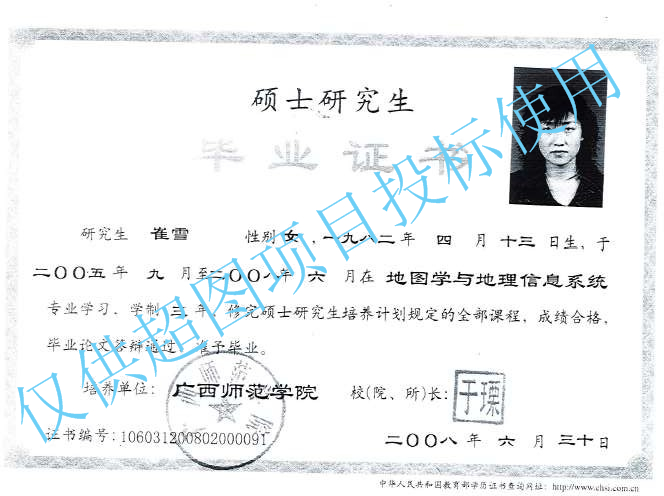 硕士研究生
毕业证书
研究生 崔雪 性别 女，一九八二年 四 月 十三 日生，于
二〇〇五年 九 月至二〇〇八年 六 月在 地图学与地理信息系统
专业学习，学制 三 年，修完硕士研究生培养计划规定的全部课程，成绩合格，
毕业论文答辩通过，准予毕业。
培养单位：广西师范学院 校(院、所)长：
证书编号：106031200802000091 二〇〇八年 六 月 三十日
中华人民共和国教育部学历证书查询网址：http://www.chsi.com.cn
仅供超图项目投标使用